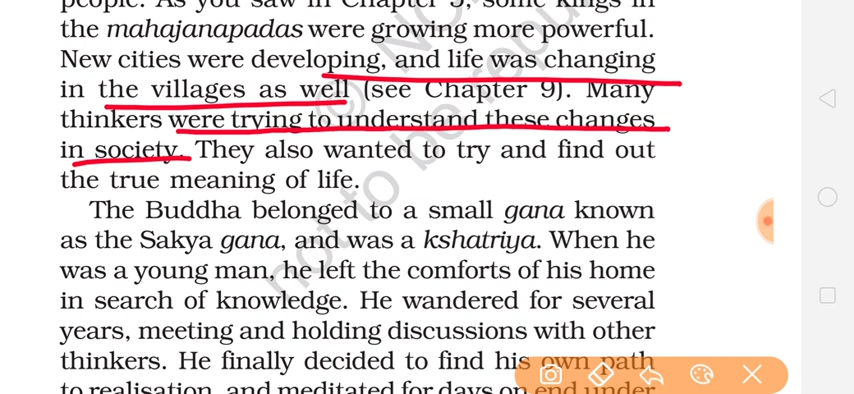 people. As you saw in Chapter 5, some kings in
the mahajanapadas were growing more powerful.
New cities were developing, and life was changing
in the villages as well (see Chapter 9). Many
thinkers were trying to understand these changes
in society. They also wanted to try and find out
the true meaning of life.
The Buddha belonged to a small gana known
as the Sakya gana, and was a kshatriya. When he
was a young man, he left the comforts of his home
in search of knowledge. He wandered for several
years, meeting and holding discussions with other
thinkers. He finally decided to find his own path
to realisation, and meditated for days on end under
not to be repu
© NC